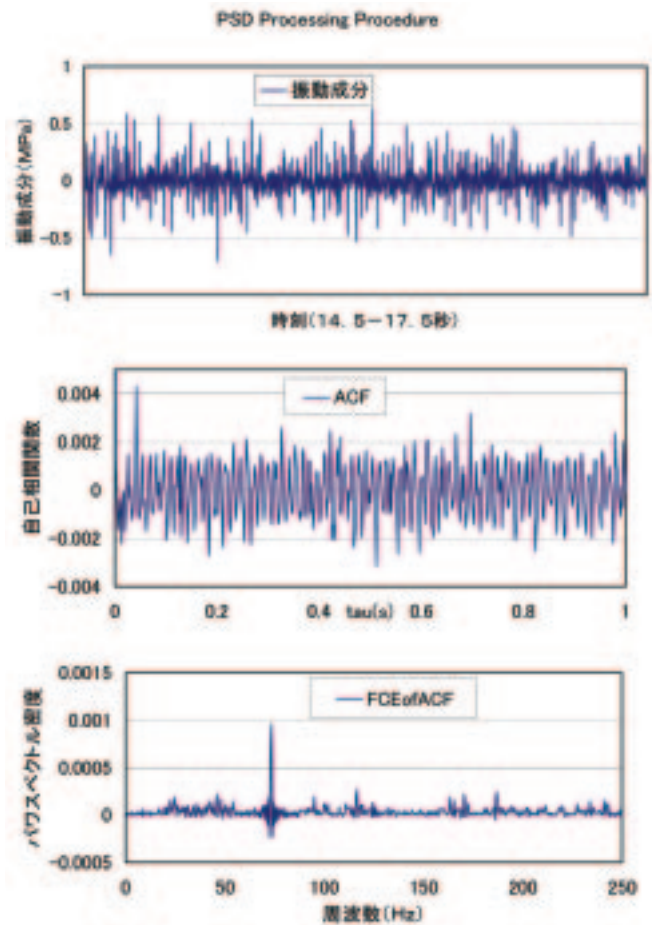 PSD Processing Procedure
1
0.5
0
-0.5
-1
振動成分(MPa)
振動成分
時刻(14. 5-17. 5秒)
0.004
0.002
0
-0.002
-0.004
自己相関関数
ACF
0 0.2 0.4 tau(s) 0.6 0.8 1
0.0015
0.001
0.0005
0
-0.0005
パワスペクトル密度
FCEofACF
0 50 100 150 200 250
周波数(Hz)